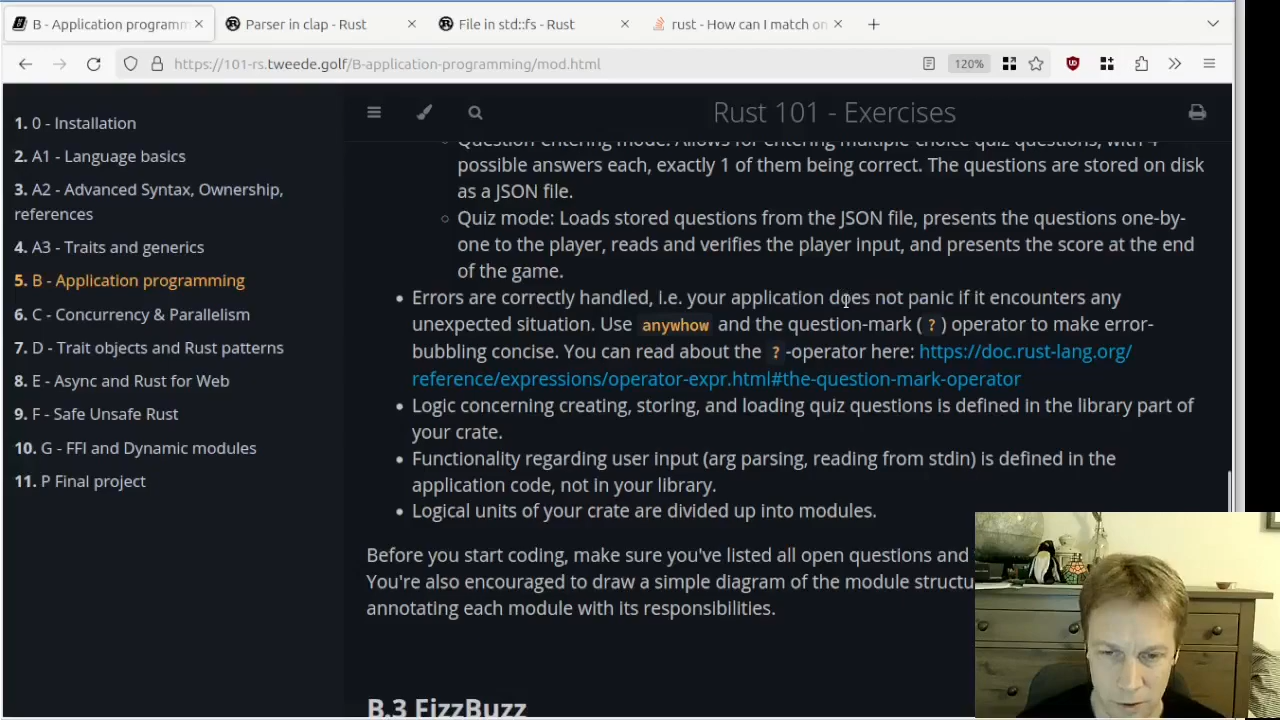 B - Application programm
Parser in clap - Rust
File in std::fs - Rust
rust - How can I match on
https://101-rs.tweede.golf/B-application-programming/mod.html
120%
Rust 101 - Exercises
1. 0 - Installation
2. A1 - Language basics
3. A2 - Advanced Syntax, Ownership,
references
4. A3 - Traits and generics
5. B - Application programming
6. C - Concurrency & Parallelism
7. D - Trait objects and Rust patterns
8. E - Async and Rust for Web
9. F - Safe Unsafe Rust
10. G - FFI and Dynamic modules
11. P Final project
Question-entering mode: Allows for entering multiple-choice quiz questions, with 4
possible answers each, exactly 1 of them being correct. The questions are stored on disk
as a JSON file.
Quiz mode: Loads stored questions from the JSON file, presents the questions one-by-
one to the player, reads and verifies the player input, and presents the score at the end
of the game.
Errors are correctly handled, i.e. your application does not panic if it encounters any
unexpected situation. Use anywhow and the question-mark (?) operator to make error-
bubbling concise. You can read about the ?-operator here: https://doc.rust-lang.org/
reference/expressions/operator-expr.html#the-question-mark-operator
Logic concerning creating, storing, and loading quiz questions is defined in the library part of
your crate.
Functionality regarding user input (arg parsing, reading from stdin) is defined in the
application code, not in your library.
Logical units of your crate are divided up into modules.
Before you start coding, make sure you've listed all open questions and
You're also encouraged to draw a simple diagram of the module structu
annotating each module with its responsibilities.
B.3 FizzBuzz